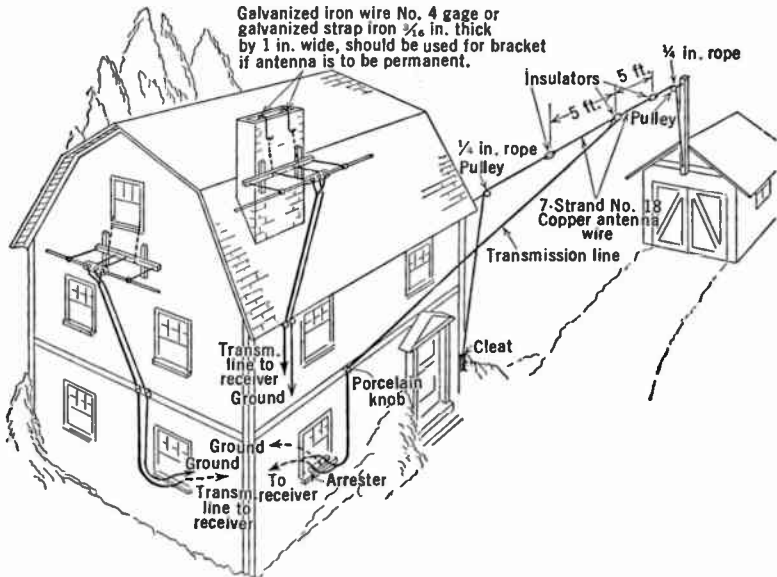 Galvanized iron wire No. 4 gage or
galvanized strap iron 3/16 in. thick
by 1 in. wide, should be used for bracket
if antenna is to be permanent.
1/4 in. rope
Insulators
5 ft.
5 ft.
Pulley
1/4 in. rope
Pulley
7-Strand No. 18
Copper antenna
wire
Transmission line
Transm.
line to
receiver
Ground
Cleat
Porcelain
knob
Ground
Ground
To
receiver
Arrester
Transm.
line to
receiver